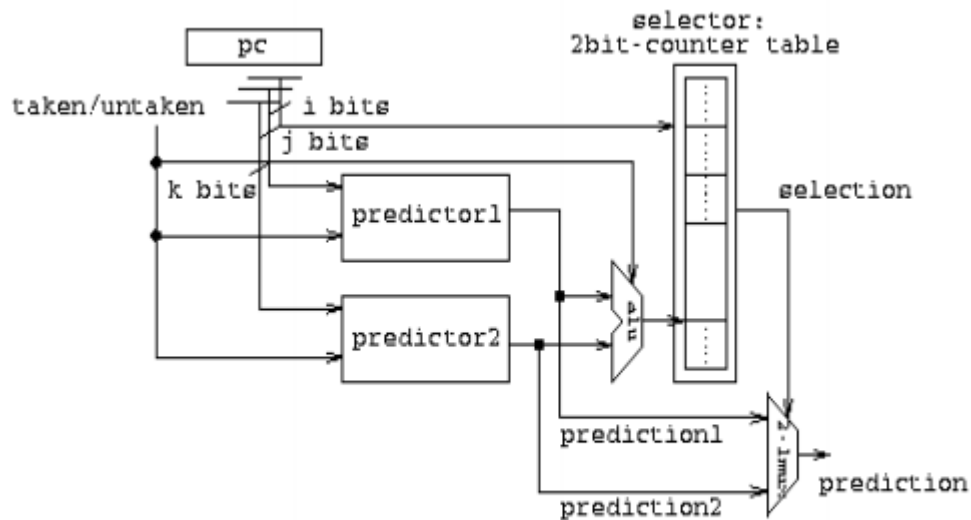 selector:
pc
2bit-counter table
taken/untaken
i bits
j bits
k bits
selection
predictor1
alu
predictor2
prediction1
2-1mux
prediction
prediction2